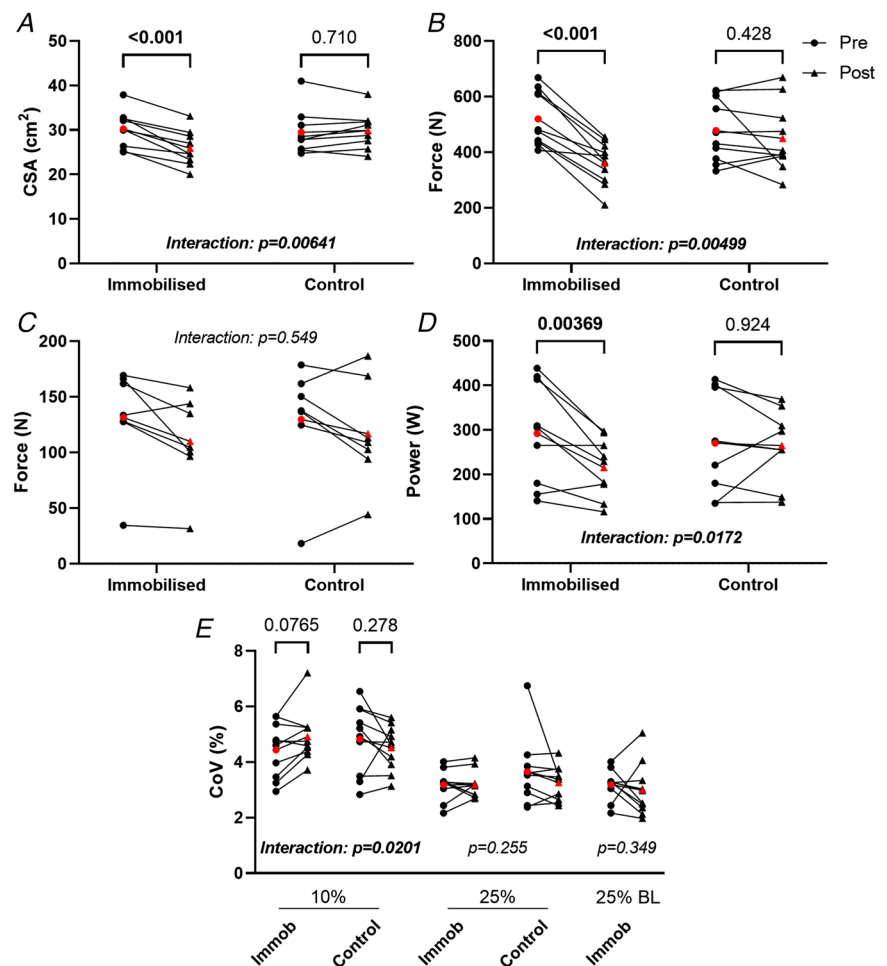 A
B
<0.001
0.710
<0.001
0.428
Pre
Post
50
40
30
20
10
0
CSA (cm²)
Interaction: p=0.00641
Immobilised
Control
800
600
400
200
0
Force (N)
Interaction: p=0.00499
Immobilised
Control
C
Interaction: p=0.549
200
150
100
50
0
Force (N)
Immobilised
Control
D
0.00369
0.924
500
400
300
200
100
0
Power (W)
Interaction: p=0.0172
Immobilised
Control
E
0.0765
0.278
8
6
4
2
0
CoV (%)
Interaction: p=0.0201
p=0.255
p=0.349
10%
25%
25% BL
Immob
Control
Immob
Control
Immob